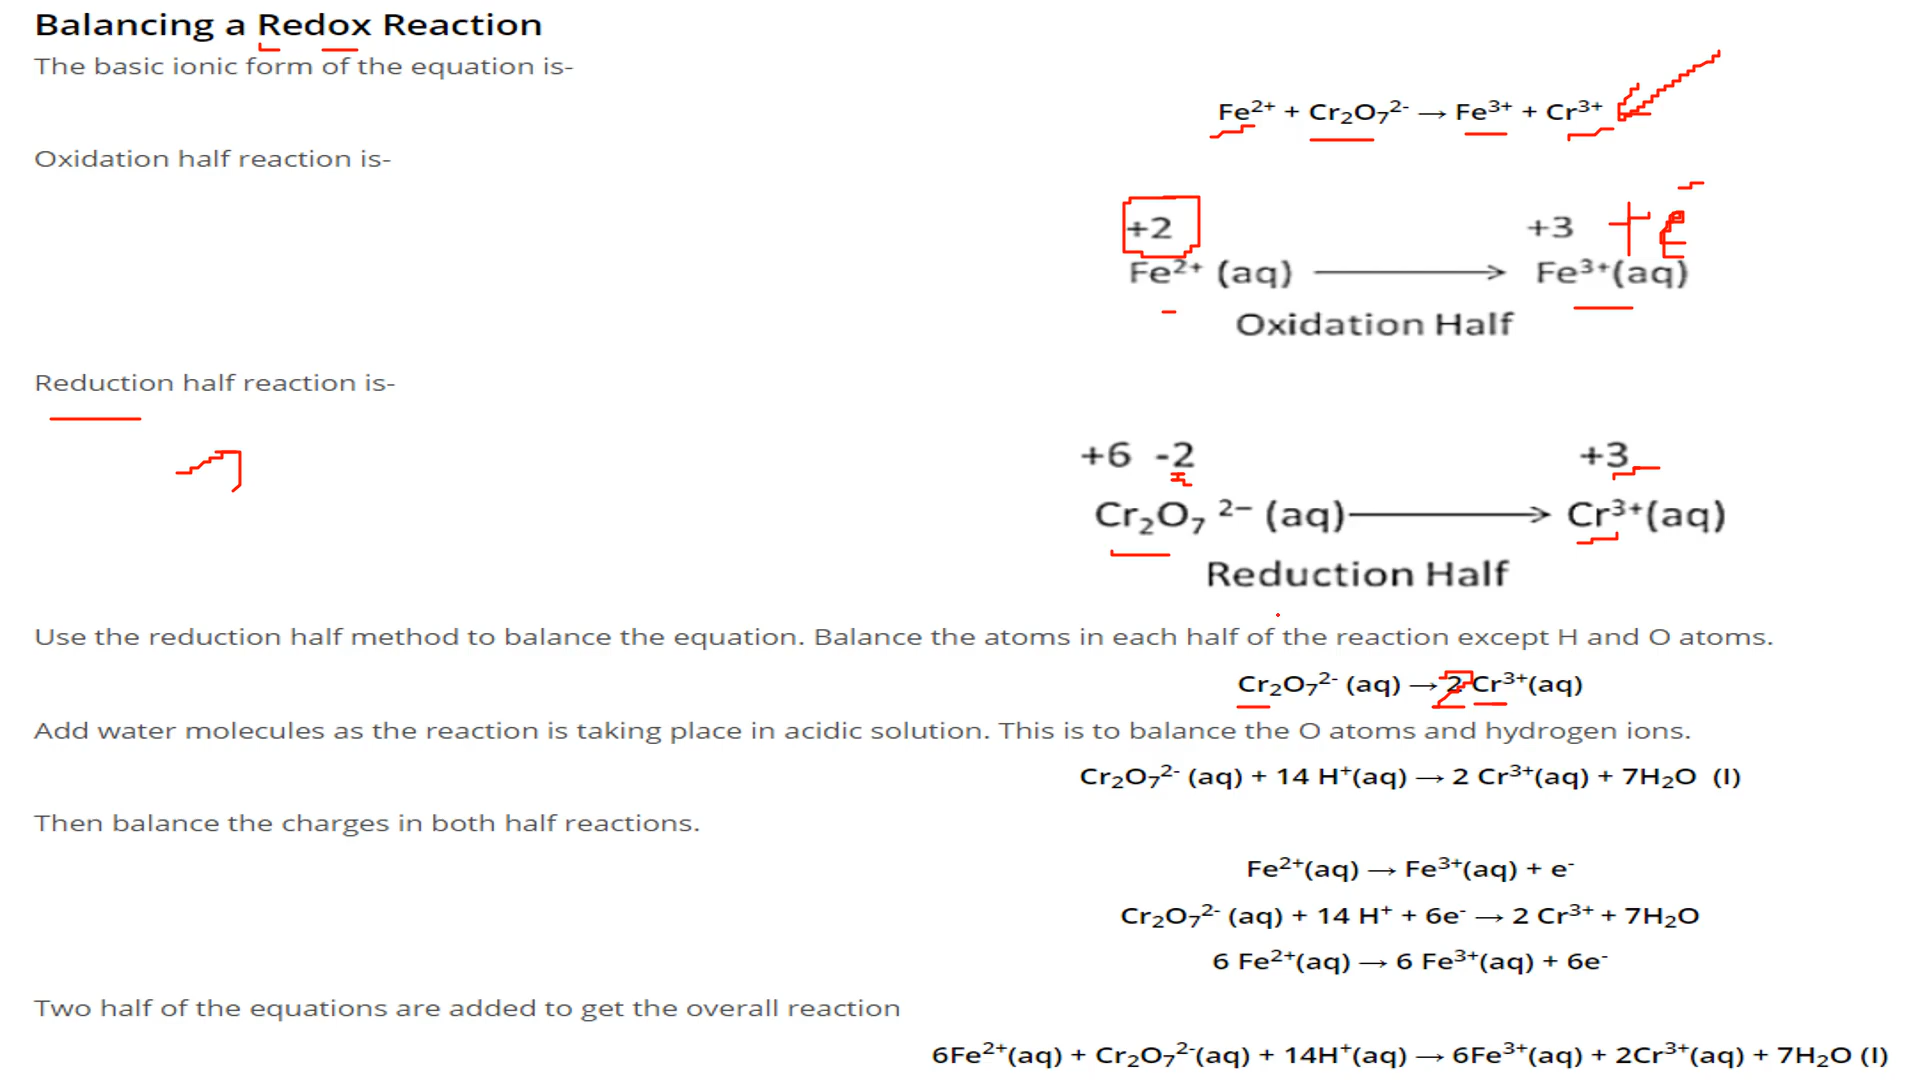 Balancing a Redox Reaction
The basic ionic form of the equation is-
Fe²⁺ + Cr₂O₇²⁻ → Fe³⁺ + Cr³⁺
Oxidation half reaction is-
+2 +3 + e⁻
Fe²⁺ (aq) ⟶ Fe³⁺(aq)
Oxidation Half
Reduction half reaction is-
+6 -2 +3
Cr₂O₇ ²⁻ (aq) ⟶ Cr³⁺(aq)
Reduction Half
Use the reduction half method to balance the equation. Balance the atoms in each half of the reaction except H and O atoms.
Cr₂O₇²⁻ (aq) → 2 Cr³⁺(aq)
Add water molecules as the reaction is taking place in acidic solution. This is to balance the O atoms and hydrogen ions.
Cr₂O₇²⁻ (aq) + 14 H⁺(aq) → 2 Cr³⁺(aq) + 7H₂O (I)
Then balance the charges in both half reactions.
Fe²⁺(aq) → Fe³⁺(aq) + e⁻
Cr₂O₇²⁻ (aq) + 14 H⁺ + 6e⁻ → 2 Cr³⁺ + 7H₂O
6 Fe²⁺(aq) → 6 Fe³⁺(aq) + 6e⁻
Two half of the equations are added to get the overall reaction
6Fe²⁺(aq) + Cr₂O₇²⁻(aq) + 14H⁺(aq) → 6Fe³⁺(aq) + 2Cr³⁺(aq) + 7H₂O (I)